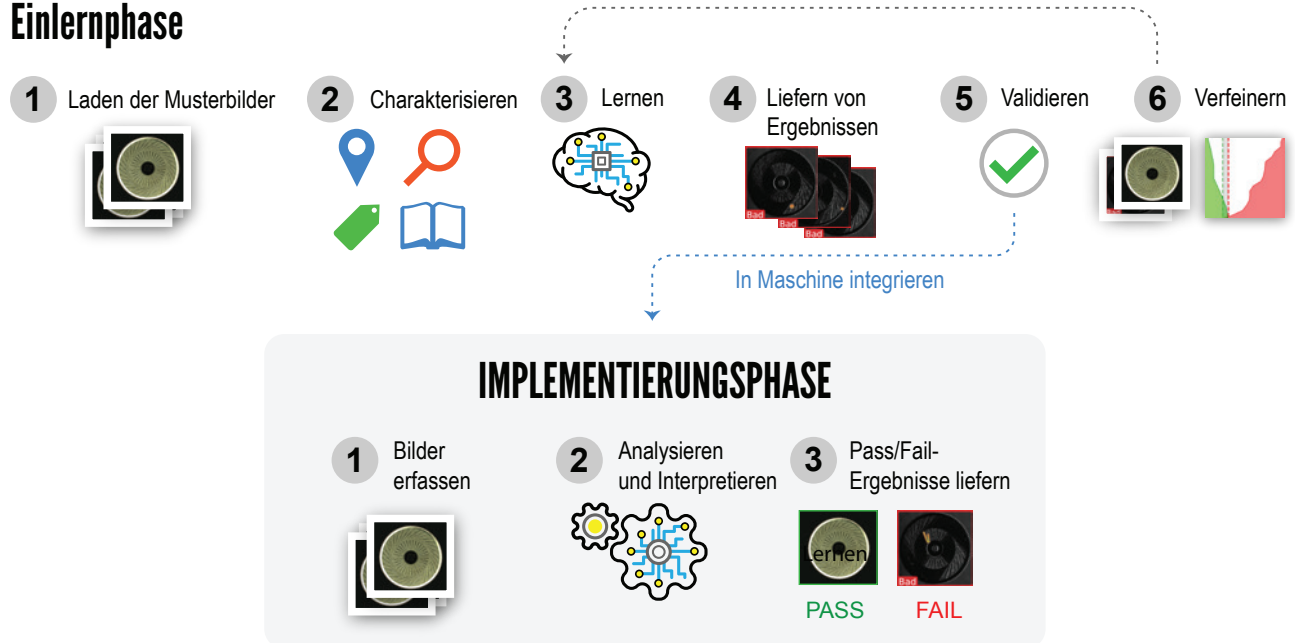 Einlernphase
1 Laden der Musterbilder
2 Charakterisieren
3 Lernen
4 Liefern von
Ergebnissen
Bad
Bad
Bad
5 Validieren
6 Verfeinern
In Maschine integrieren
IMPLEMENTIERUNGSPHASE
1 Bilder
erfassen
2 Analysieren
und Interpretieren
3 Pass/Fail-
Ergebnisse liefern
Lernen
Bad
PASS
FAIL